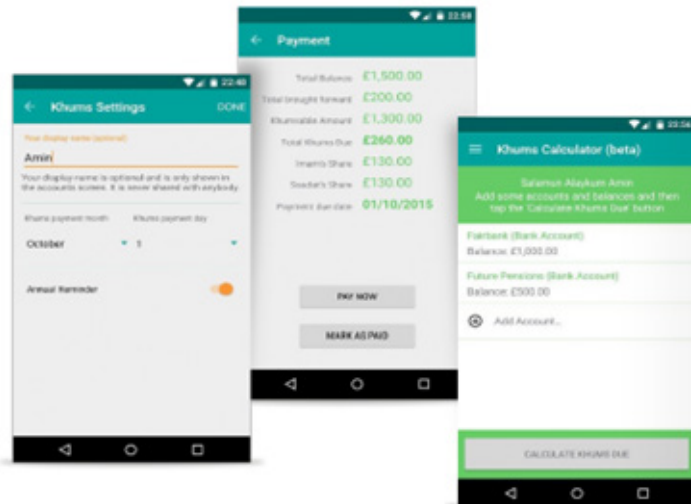 22:48
Khums Settings DONE
Your display name (optional)
Amin
Your display name is optional and is only shown in
the accounts screen. It is never shared with anybody.
Khums payment month Khums payment day
October 1
Annual Reminder
22:58
Payment
Total Balance £1,500.00
Total brought forward £200.00
Khumsable Amount £1,300.00
Total Khums Due £260.00
Imam's Share £130.00
Saadat's Share £130.00
Payment due date 01/10/2015
PAY NOW
MARK AS PAID
22:56
Khums Calculator (beta)
Salamun Alaykum Amin
Add some accounts and balances and then
tap the 'Calculate Khums Due' button
Fairbank (Bank Account)
Balance: £1,000.00
Future Pensions (Bank Account)
Balance: £500.00
Add Account...
CALCULATE KHUMS DUE